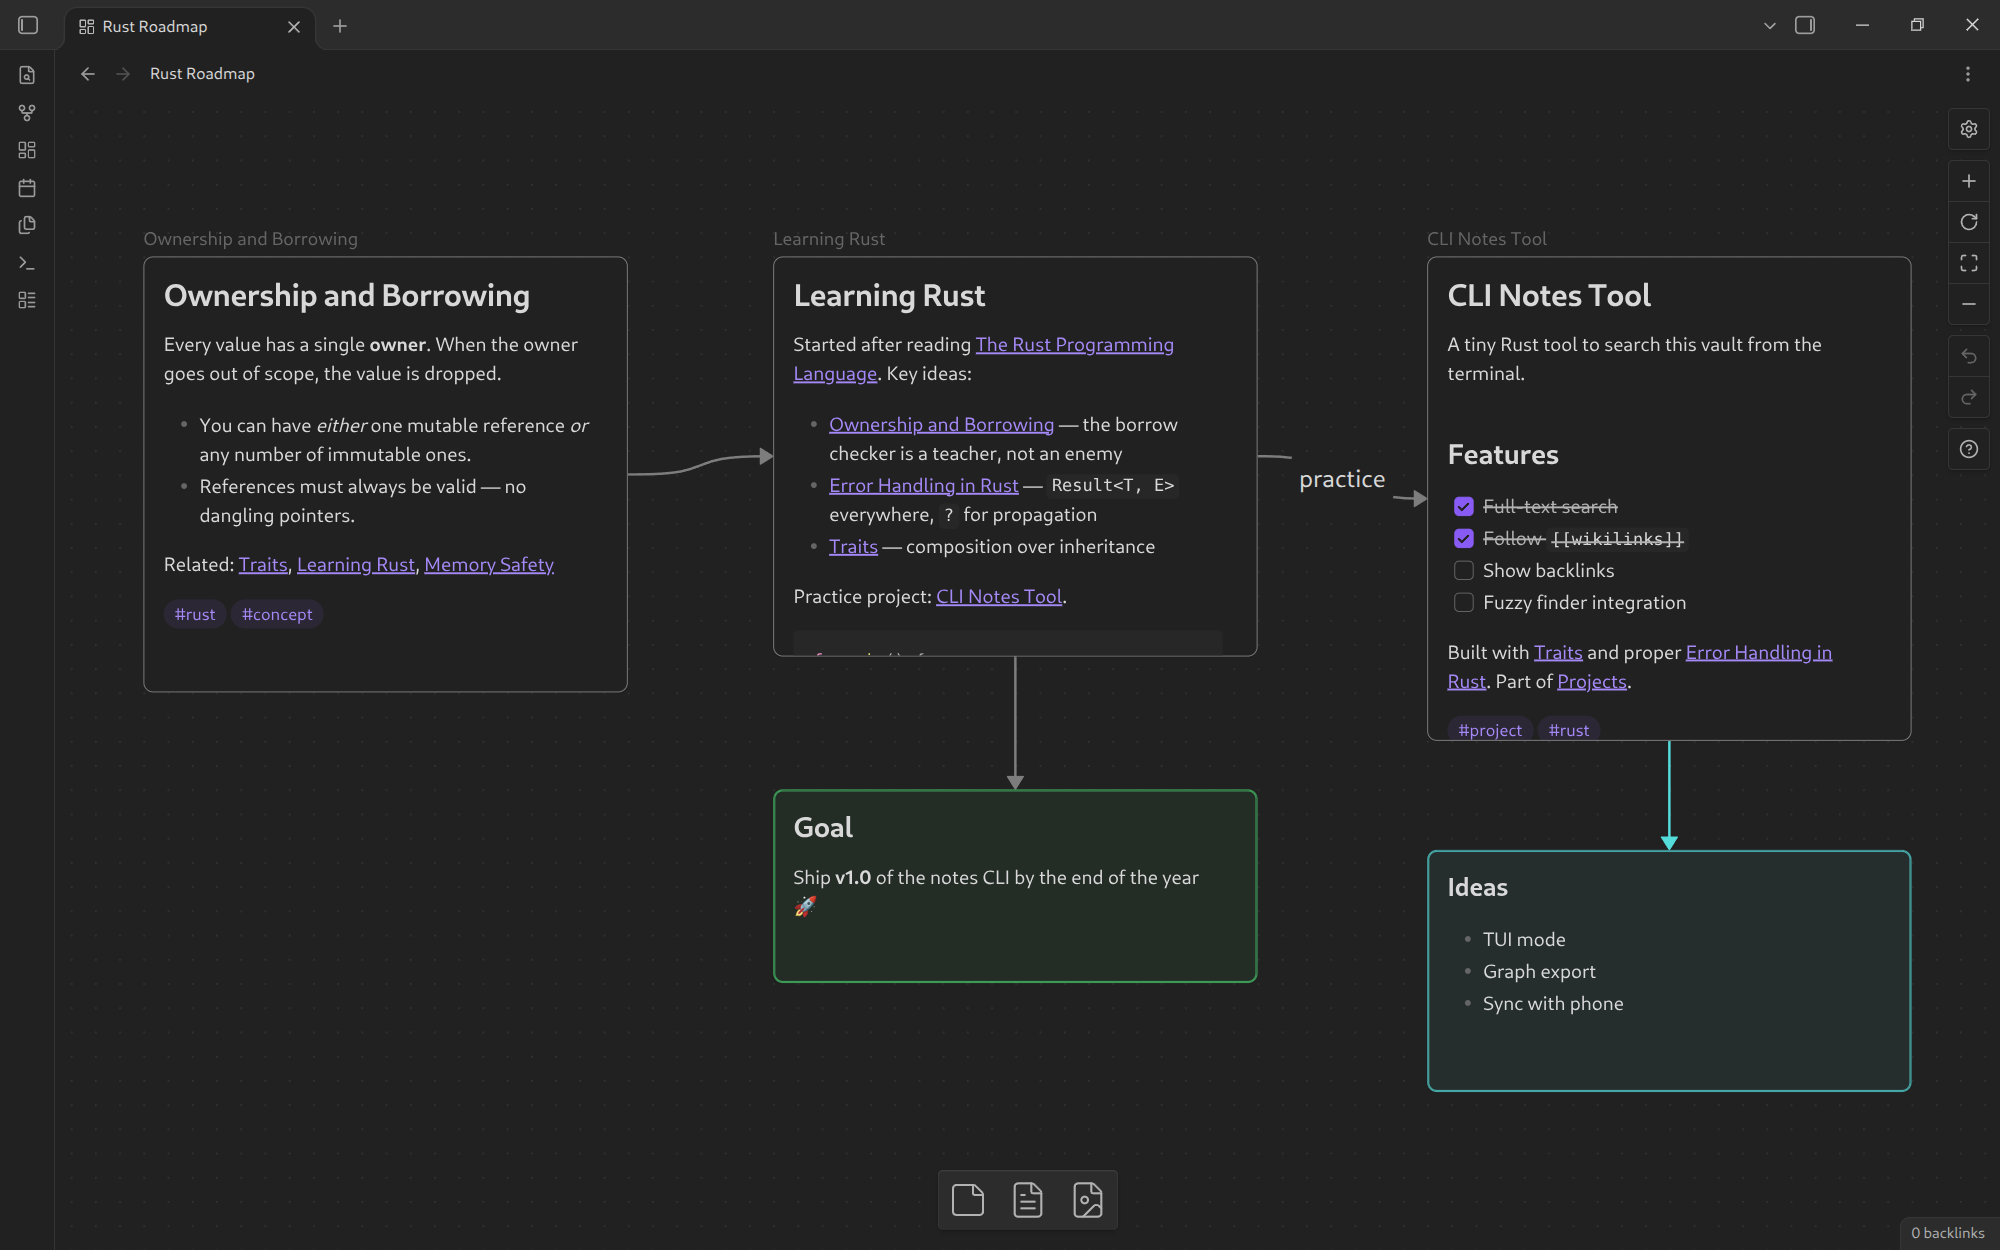 Rust Roadmap
Rust Roadmap
Ownership and Borrowing
Ownership and Borrowing
Every value has a single owner. When the owner
goes out of scope, the value is dropped.
You can have either one mutable reference or
any number of immutable ones.
References must always be valid — no
dangling pointers.
Related: Traits, Learning Rust, Memory Safety
#rust #concept
Learning Rust
Learning Rust
Started after reading The Rust Programming
Language. Key ideas:
Ownership and Borrowing — the borrow
checker is a teacher, not an enemy
Error Handling in Rust — Result<T, E>
everywhere, ? for propagation
Traits — composition over inheritance
Practice project: CLI Notes Tool.
practice
CLI Notes Tool
CLI Notes Tool
A tiny Rust tool to search this vault from the
terminal.
Features
Full-text search
Follow [[wikilinks]]
Show backlinks
Fuzzy finder integration
Built with Traits and proper Error Handling in
Rust. Part of Projects.
#project #rust
Goal
Ship v1.0 of the notes CLI by the end of the year
🚀
Ideas
TUI mode
Graph export
Sync with phone
0 backlinks